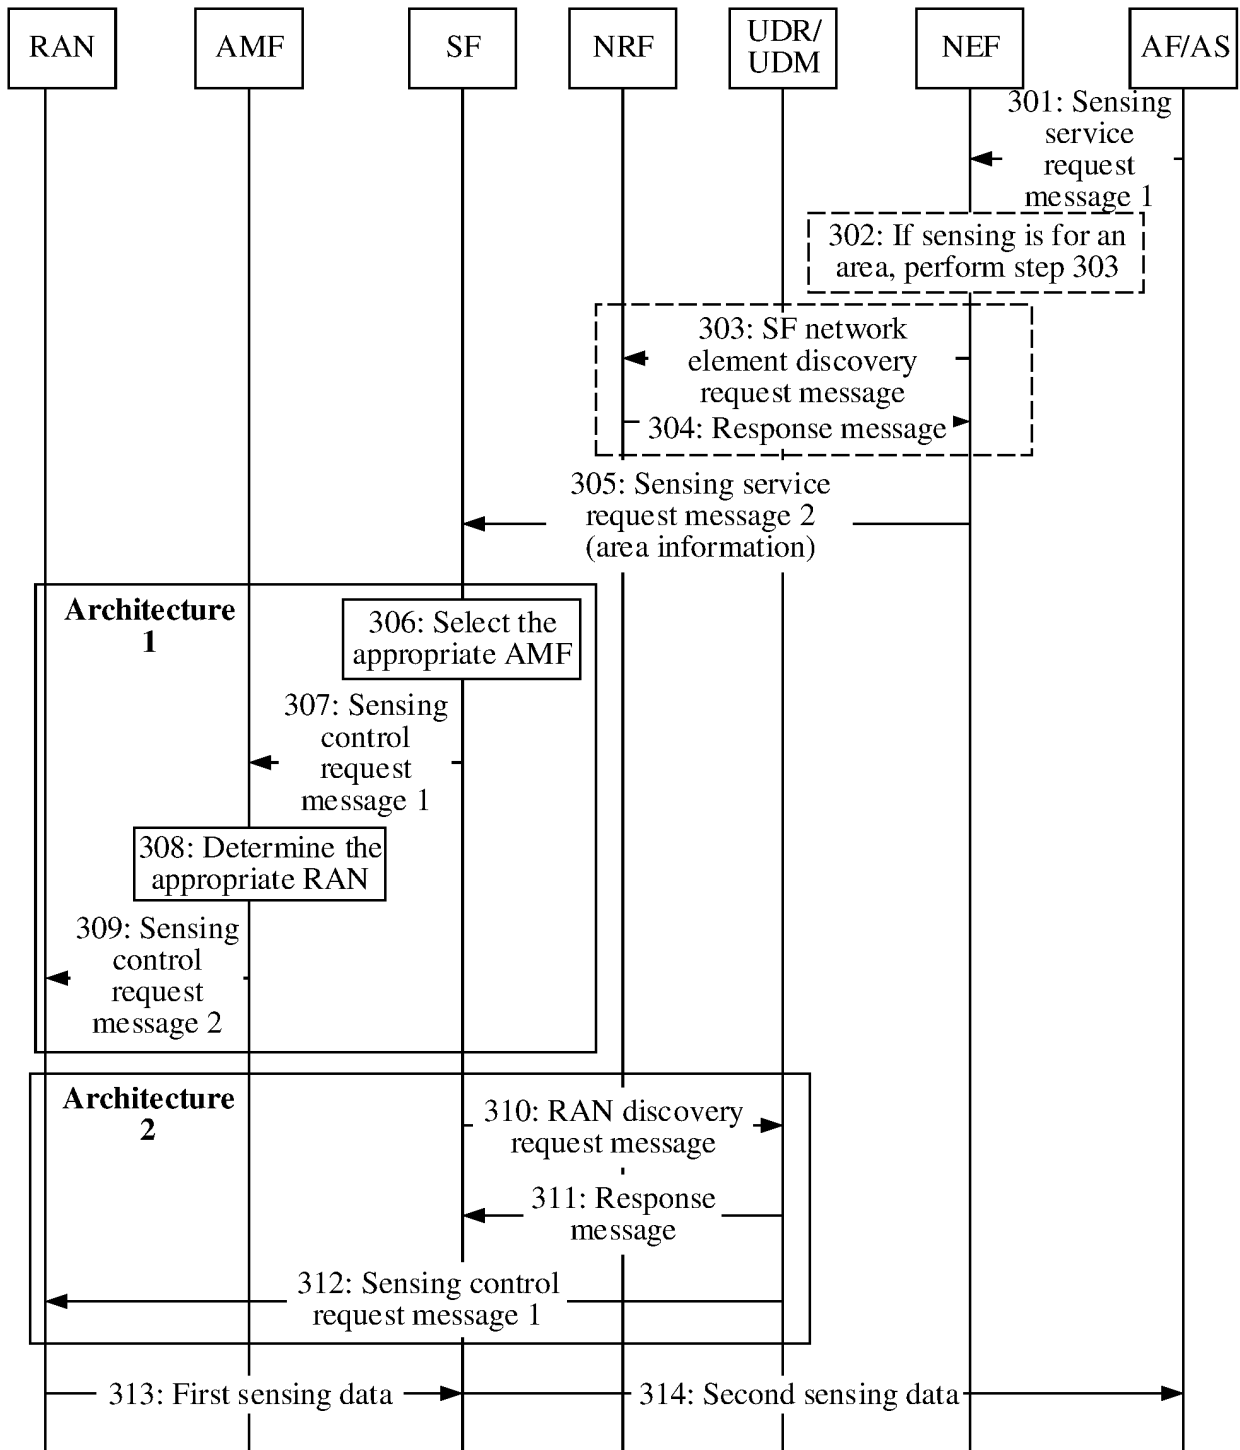 RAN
AMF
SF
NRF
UDR/
UDM
NEF
AF/AS
301: Sensing
service
request
message 1
302: If sensing is for an
area, perform step 303
303: SF network
element discovery
request message
304: Response message
305: Sensing service
request message 2
(area information)
Architecture
1
306: Select the
appropriate AMF
307: Sensing
control
request
message 1
308: Determine the
appropriate RAN
309: Sensing
control
request
message 2
Architecture
2
310: RAN discovery
request message
311: Response
message
312: Sensing control
request message 1
313: First sensing data
314: Second sensing data